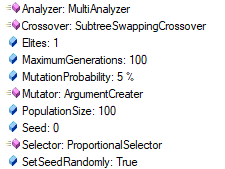 Analyzer: MultiAnalyzer
Crossover: SubtreeSwappingCrossover
Elites: 1
MaximumGenerations: 100
MutationProbability: 5 %
Mutator: ArgumentCreater
PopulationSize: 100
Seed: 0
Selector: ProportionalSelector
SetSeedRandomly: True